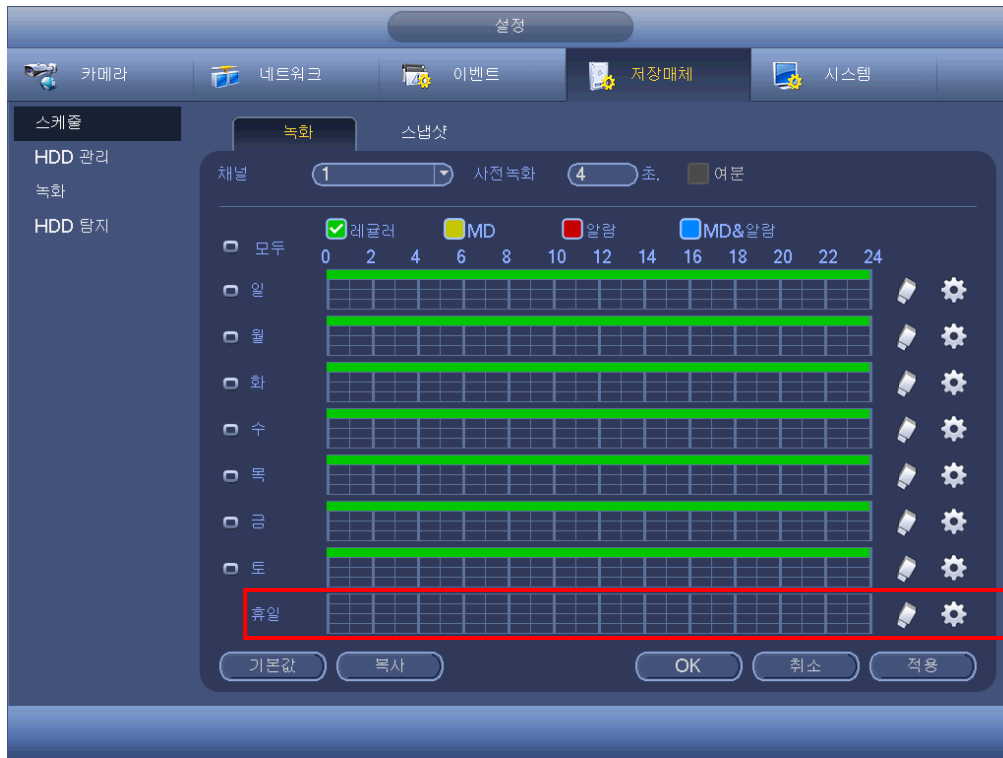 설정
카메라 네트워크 이벤트 저장매체 시스템
스케줄
HDD 관리
녹화
HDD 탐지
녹화 스냅샷
채널 1 사전녹화 4 초. 여분
레귤러 MD 알람 MD&알람
모두
0 2 4 6 8 10 12 14 16 18 20 22 24
일
월
화
수
목
금
토
휴일
기본값 복사 OK 취소 적용